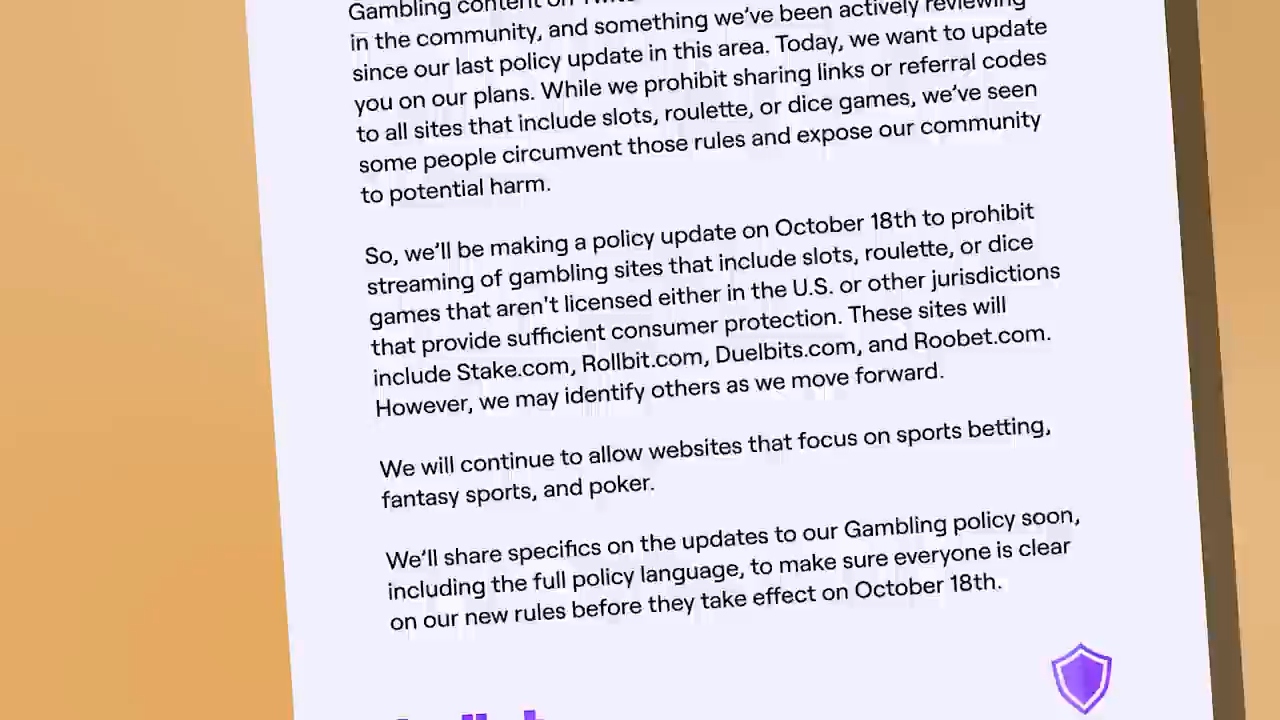 Gambling content on
in the community, and something we've been actively reviewing
since our last policy update in this area. Today, we want to update
you on our plans. While we prohibit sharing links or referral codes
to all sites that include slots, roulette, or dice games, we've seen
some people circumvent those rules and expose our community
to potential harm.
So, we'll be making a policy update on October 18th to prohibit
streaming of gambling sites that include slots, roulette, or dice
games that aren't licensed either in the U.S. or other jurisdictions
that provide sufficient consumer protection. These sites will
include Stake.com, Rollbit.com, Duelbits.com, and Roobet.com.
However, we may identify others as we move forward.
We will continue to allow websites that focus on sports betting,
fantasy sports, and poker.
We'll share specifics on the updates to our Gambling policy soon,
including the full policy language, to make sure everyone is clear
on our new rules before they take effect on October 18th.